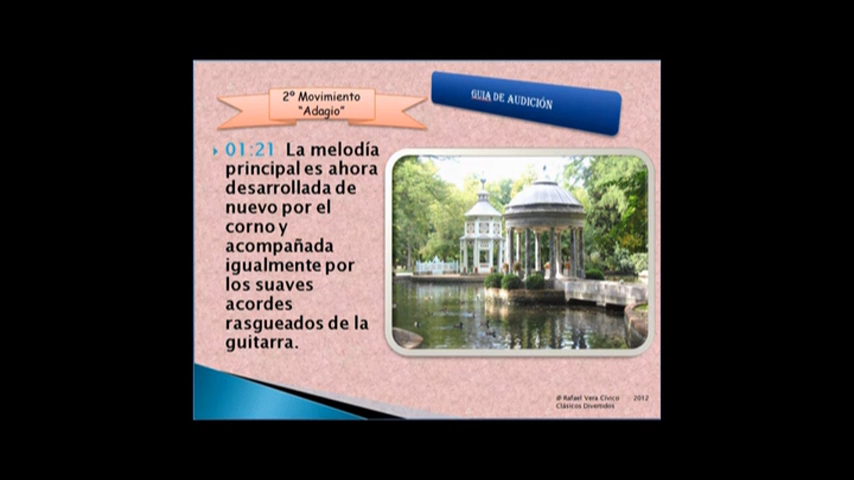 2º Movimiento
“Adagio”
GUIA DE AUDICIÓN
01:21 La melodía
principal es ahora
desarrollada de
nuevo por el
corno y
acompañada
igualmente por
los suaves
acordes
rasgueados de la
guitarra.
@ Rafael Vera Cívico 2012
Clásicos Divertidos